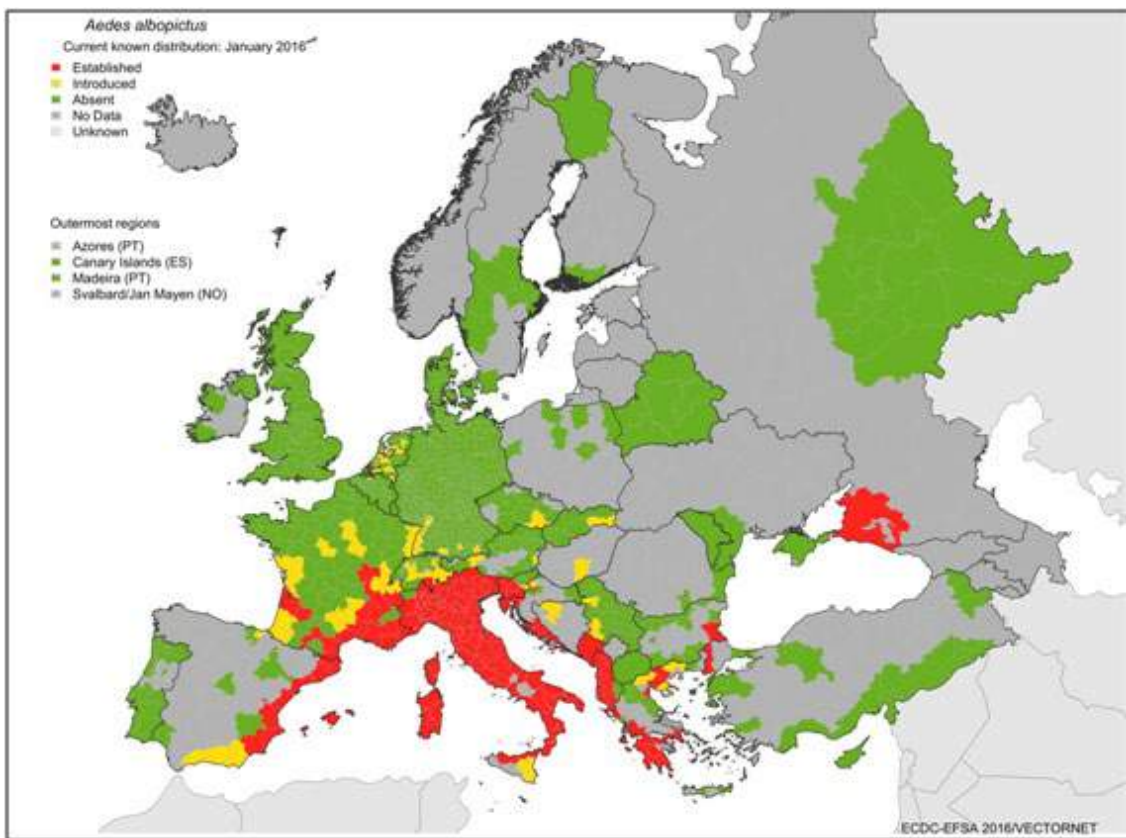 Aedes albopictus
Current known distribution: January 2016
Established
Introduced
Absent
No Data
Unknown
Outermost regions
Azores (PT)
Canary Islands (ES)
Madeira (PT)
Svalbard/Jan Mayen (NO)
ECDC-EFSA 2016/VECTORNET